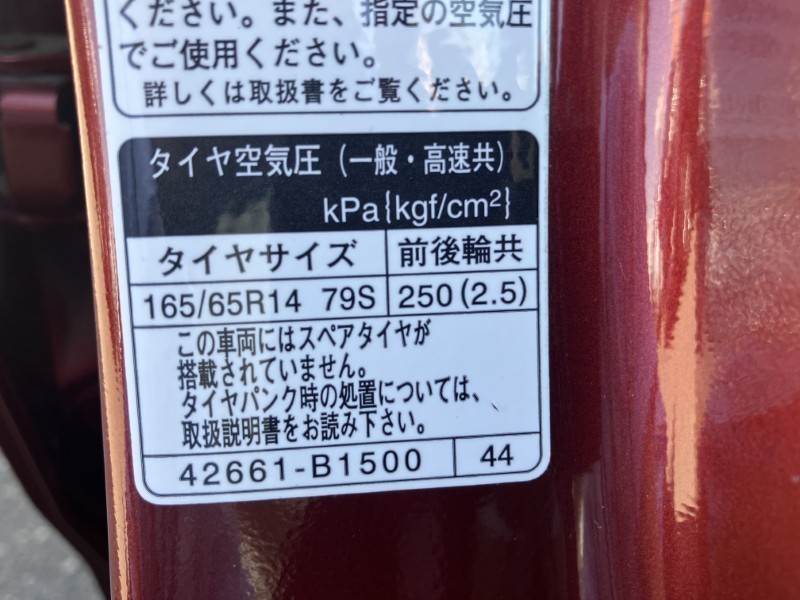 ください。また、指定の空気圧
でご使用ください。
詳しくは取扱書をご覧ください。
タイヤ空気圧（一般・高速共）
kPa{kgf/cm²}
タイヤサイズ 前後輪共
165/65R14 79S 250(2.5)
この車両にはスペアタイヤが
搭載されていません。
タイヤパンク時の処置については、
取扱説明書をお読み下さい。
42661-B1500 44